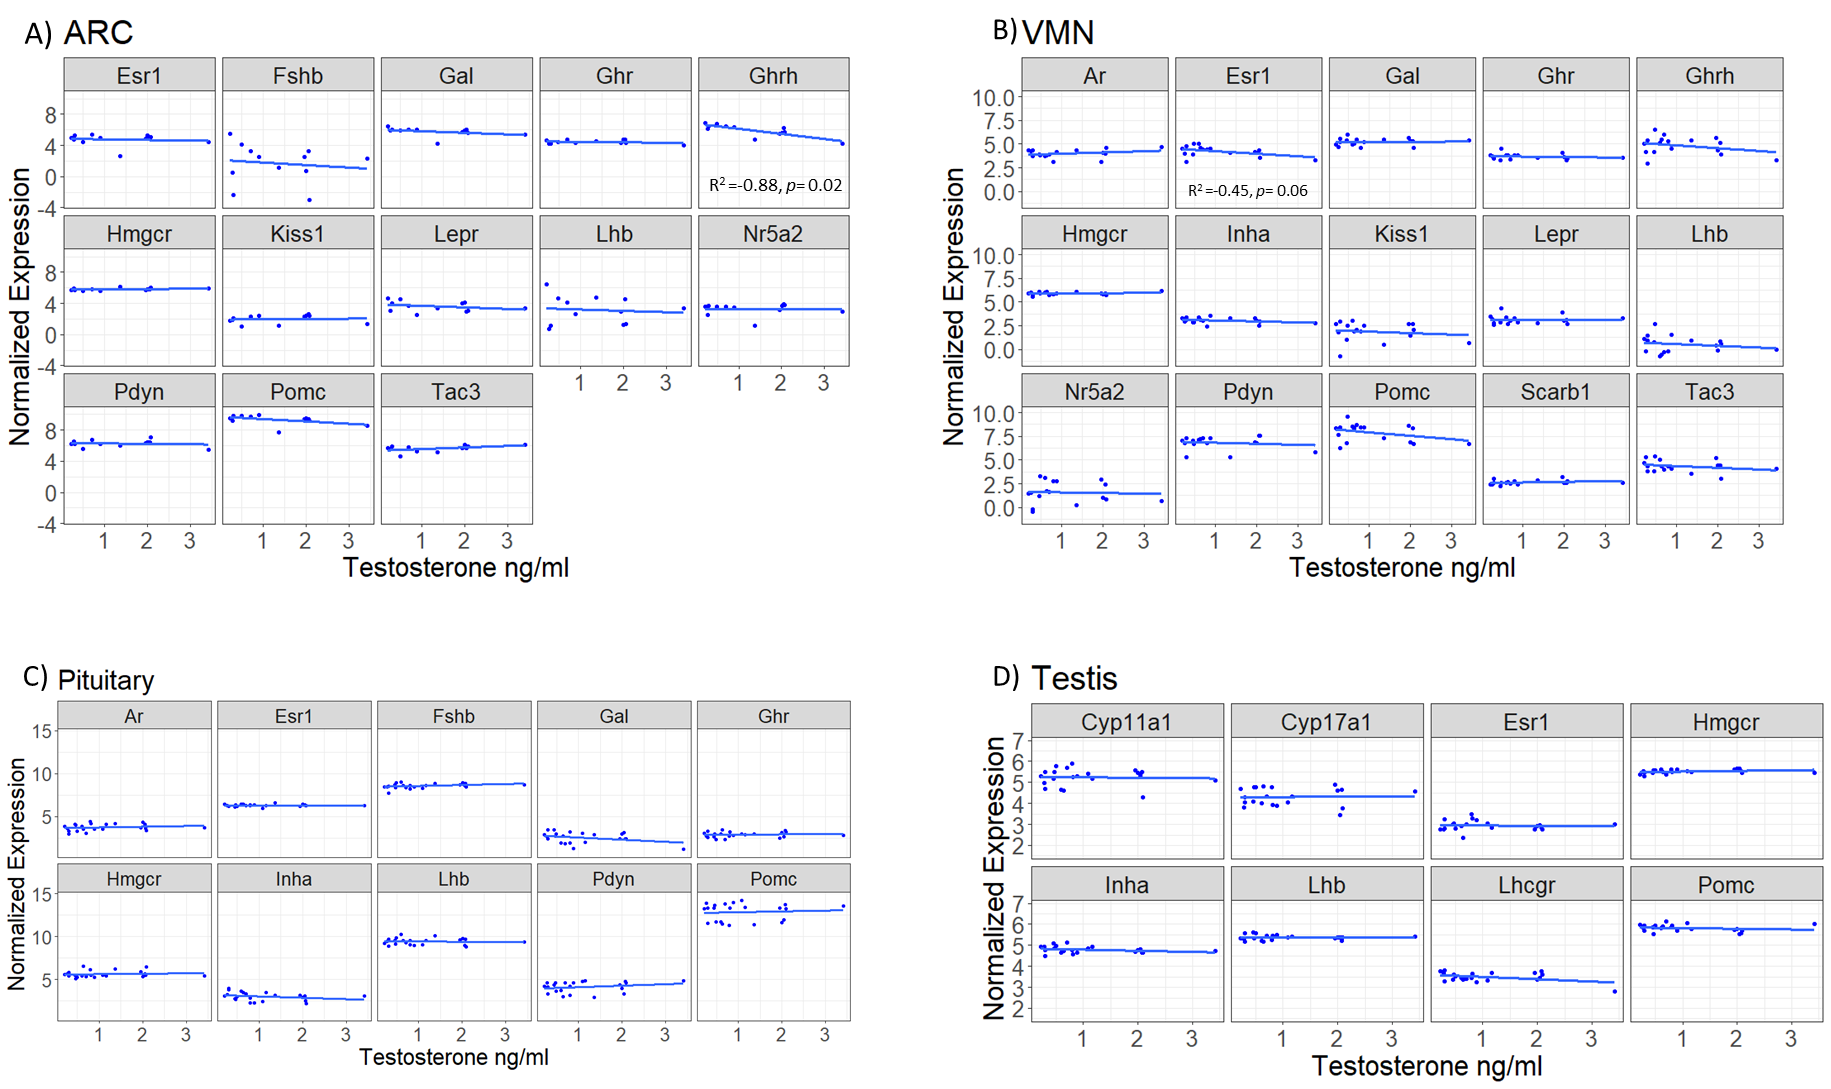 A) ARC
Esr1 Fshb Gal Ghr Ghrh
8
4
0
-4
R²=-0.88, p=0.02
Hmgcr Kiss1 Lepr Lhb Nr5a2
8
4
0
-4
1 2 3 1 2 3
Pdyn Pomc Tac3
8
4
0
-4
1 2 3 1 2 3 1 2 3
Normalized Expression
Testosterone ng/ml
B) VMN
Ar Esr1 Gal Ghr Ghrh
10.0
7.5
5.0
2.5
0.0
R²=-0.45, p= 0.06
Hmgcr Inha Kiss1 Lepr Lhb
10.0
7.5
5.0
2.5
0.0
Nr5a2 Pdyn Pomc Scarb1 Tac3
10.0
7.5
5.0
2.5
0.0
1 2 3 1 2 3 1 2 3 1 2 3 1 2 3
Normalized Expression
Testosterone ng/ml
C) Pituitary
Ar Esr1 Fshb Gal Ghr
15
10
5
Hmgcr Inha Lhb Pdyn Pomc
15
10
5
1 2 3 1 2 3 1 2 3 1 2 3 1 2 3
Normalized Expression
Testosterone ng/ml
D) Testis
Cyp11a1 Cyp17a1 Esr1 Hmgcr
7
6
5
4
3
2
Inha Lhb Lhcgr Pomc
7
6
5
4
3
2
1 2 3 1 2 3 1 2 3 1 2 3
Normalized Expression
Testosterone ng/ml